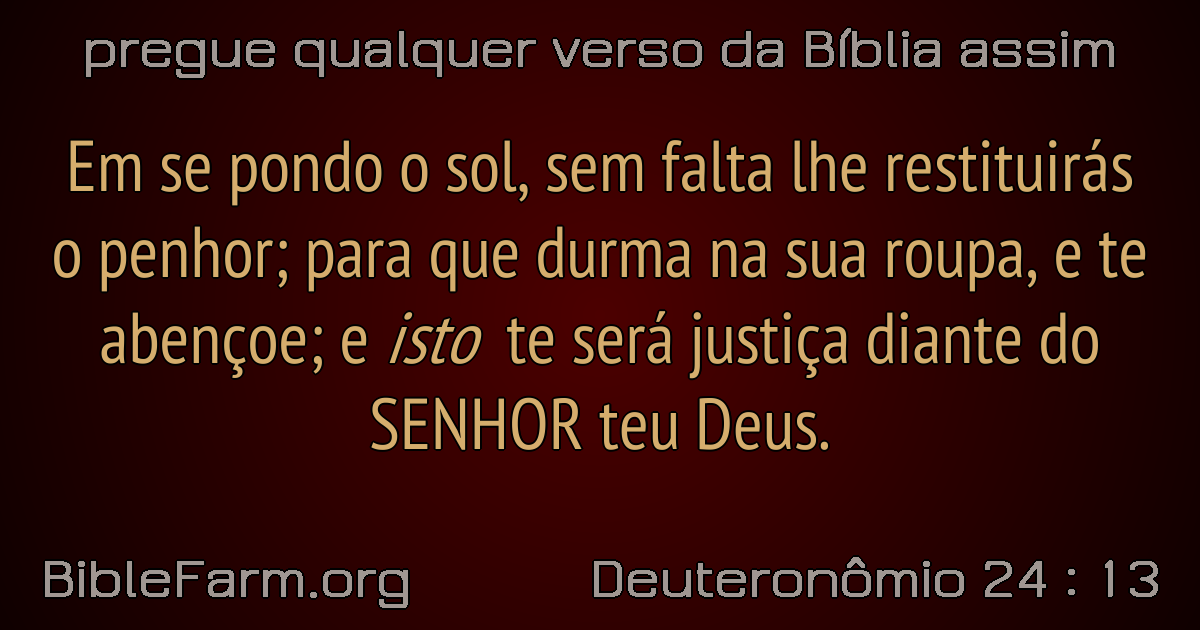 pregue qualquer verso da Bíblia assim
Em se pondo o sol, sem falta lhe restituirás
o penhor; para que durma na sua roupa, e te
abençoe; e isto te será justiça diante do
SENHOR teu Deus.
BibleFarm.org
Deuteronômio 24 : 13